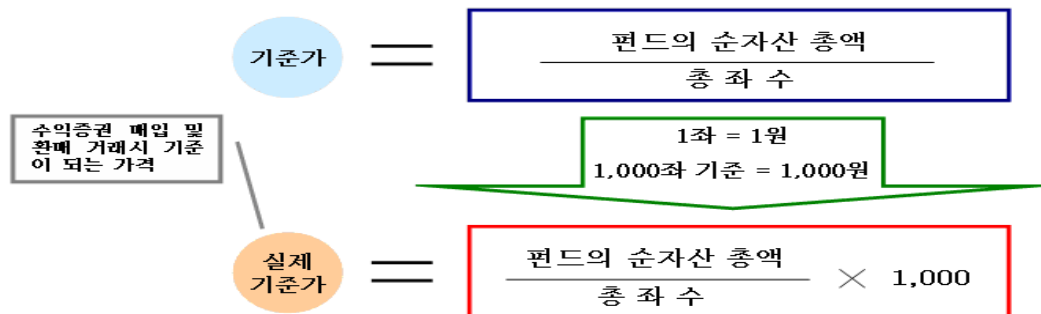 기준가
펀드의 순자산 총액
총 좌 수
수익증권 매입 및
환매 거래시 기준
이 되는 가격
1좌 = 1원
1,000좌 기준 = 1,000원
실제
기준가
펀드의 순자산 총액
총 좌 수
× 1,000